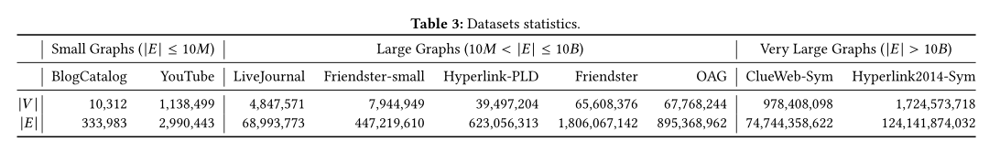 Table 3: Datasets statistics.
Small Graphs (|E| ≤ 10M) Large Graphs (10M < |E| ≤ 10B) Very Large Graphs (|E| > 10B)
BlogCatalog YouTube LiveJournal Friendster-small Hyperlink-PLD Friendster OAG ClueWeb-Sym Hyperlink2014-Sym
|V| 10,312 1,138,499 4,847,571 7,944,949 39,497,204 65,608,376 67,768,244 978,408,098 1,724,573,718
|E| 333,983 2,990,443 68,993,773 447,219,610 623,056,313 1,806,067,142 895,368,962 74,744,358,622 124,141,874,032